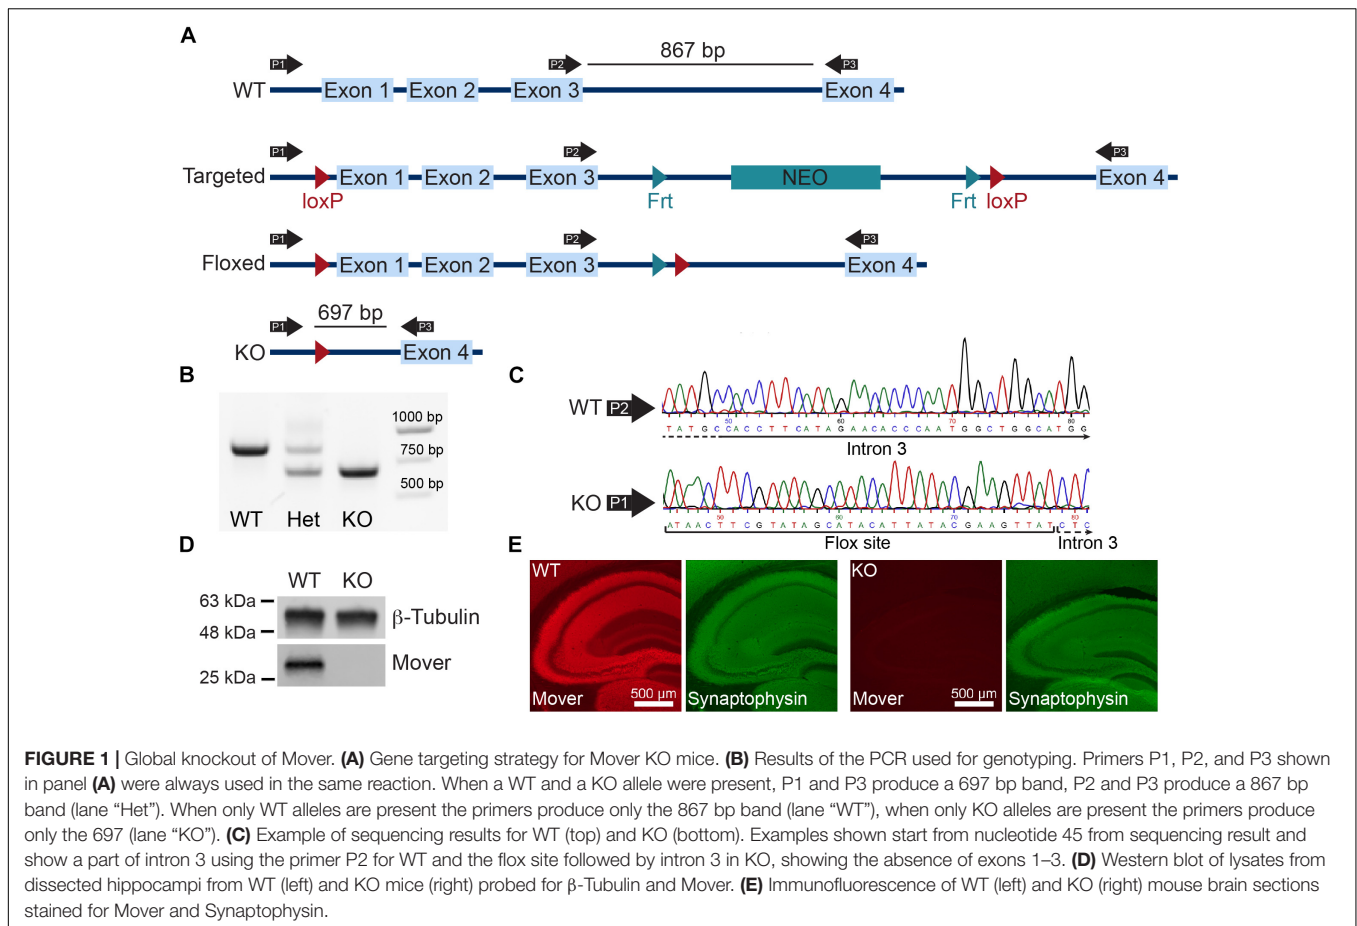 A
P1
P2
867 bp
P3
WT
Exon 1
Exon 2
Exon 3
Exon 4
P1
P2
P3
Targeted
Exon 1
Exon 2
Exon 3
NEO
Exon 4
loxP
Frt
Frt
loxP
P1
P2
P3
Floxed
Exon 1
Exon 2
Exon 3
Exon 4
697 bp
P1
P3
KO
Exon 4
B
1000 bp
750 bp
500 bp
WT
Het
KO
C
WT P2
50 60 70 80
T A T G C C A C C T T C A T A G A A C A C C C A A T G G C T G G C A T G G
Intron 3
KO P1
50 60 70 80
A T A A C T T C G T A T A G C A T A C A T T A T A C G A A G T T A T C T C
Flox site
Intron 3
D
WT KO
63 kDa
β-Tubulin
48 kDa
Mover
25 kDa
E
WT
KO
500 µm
500 µm
Mover
Synaptophysin
Mover
Synaptophysin
FIGURE 1 | Global knockout of Mover. (A) Gene targeting strategy for Mover KO mice. (B) Results of the PCR used for genotyping. Primers P1, P2, and P3 shown
in panel (A) were always used in the same reaction. When a WT and a KO allele were present, P1 and P3 produce a 697 bp band, P2 and P3 produce a 867 bp
band (lane “Het”). When only WT alleles are present the primers produce only the 867 bp band (lane “WT”), when only KO alleles are present the primers produce
only the 697 (lane “KO”). (C) Example of sequencing results for WT (top) and KO (bottom). Examples shown start from nucleotide 45 from sequencing result and
show a part of intron 3 using the primer P2 for WT and the flox site followed by intron 3 in KO, showing the absence of exons 1–3. (D) Western blot of lysates from
dissected hippocampi from WT (left) and KO mice (right) probed for β-Tubulin and Mover. (E) Immunofluorescence of WT (left) and KO (right) mouse brain sections
stained for Mover and Synaptophysin.